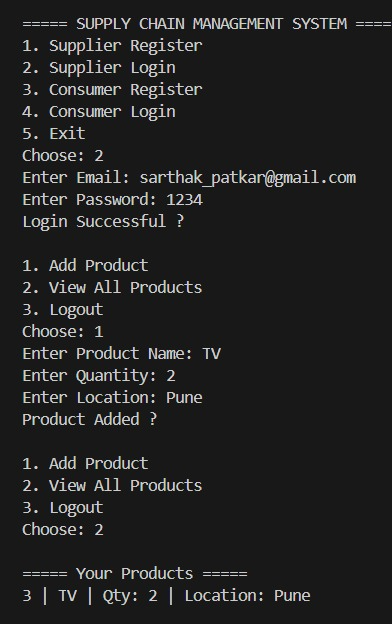 ===== SUPPLY CHAIN MANAGEMENT SYSTEM ====
1. Supplier Register
2. Supplier Login
3. Consumer Register
4. Consumer Login
5. Exit
Choose: 2
Enter Email: sarthak_patkar@gmail.com
Enter Password: 1234
Login Successful ?
1. Add Product
2. View All Products
3. Logout
Choose: 1
Enter Product Name: TV
Enter Quantity: 2
Enter Location: Pune
Product Added ?
1. Add Product
2. View All Products
3. Logout
Choose: 2
===== Your Products =====
3 | TV | Qty: 2 | Location: Pune